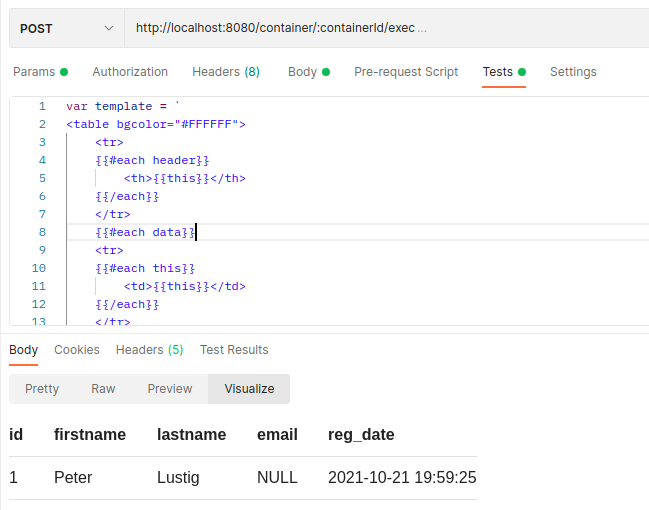 POST http://localhost:8080/container/:containerId/exec ...
Params Authorization Headers (8) Body Pre-request Script Tests Settings
1 var template = `
2 <table bgcolor="#FFFFFF">
3 <tr>
4 {{#each header}}
5 <th>{{this}}</th>
6 {{/each}}
7 </tr>
8 {{#each data}}
9 <tr>
10 {{#each this}}
11 <td>{{this}}</td>
12 {{/each}}
13 </tr>
Body Cookies Headers (5) Test Results
Pretty Raw Preview Visualize
id firstname lastname email reg_date
1 Peter Lustig NULL 2021-10-21 19:59:25